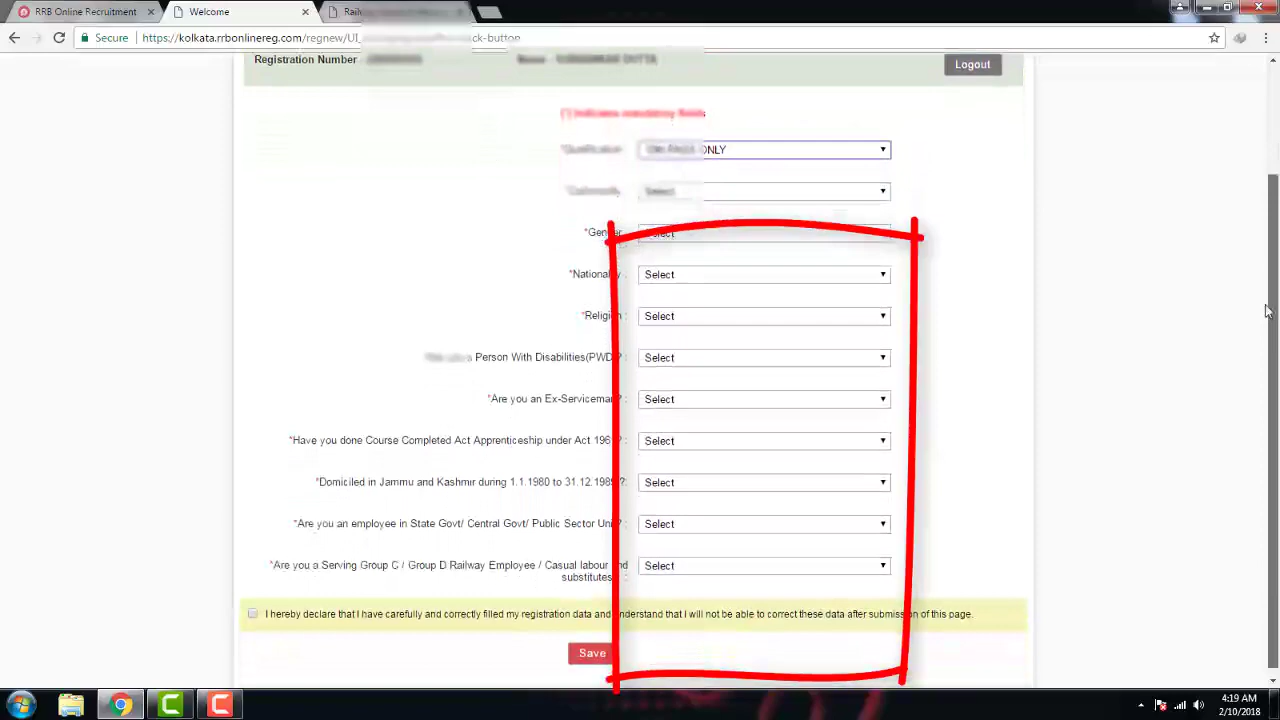 RRB Online Recruitment
Welcome
Secure
https://kolkata.rrbonlinereg.com/regnew/UI
Registration Number
Logout
ONLY
Select
*Gender
Select
*Nationality :
Select
*Religion :
Select
Person With Disabilities(PWD)? :
Select
*Are you an Ex-Serviceman? :
Select
*Have you done Course Completed Act Apprenticeship under Act 196 ? :
Select
*Domiciled in Jammu and Kashmir during 1.1.1980 to 31.12.1989 ? :
Select
*Are you an employee in State Govt/ Central Govt/ Public Sector Unit ? :
Select
*Are you a Serving Group C / Group D Railway Employee / Casual labour and
substitutes :
Select
I hereby declare that I have carefully and correctly filled my registration data and understand that I will not be able to correct these data after submission of this page.
Save
4:19 AM
2/10/2018